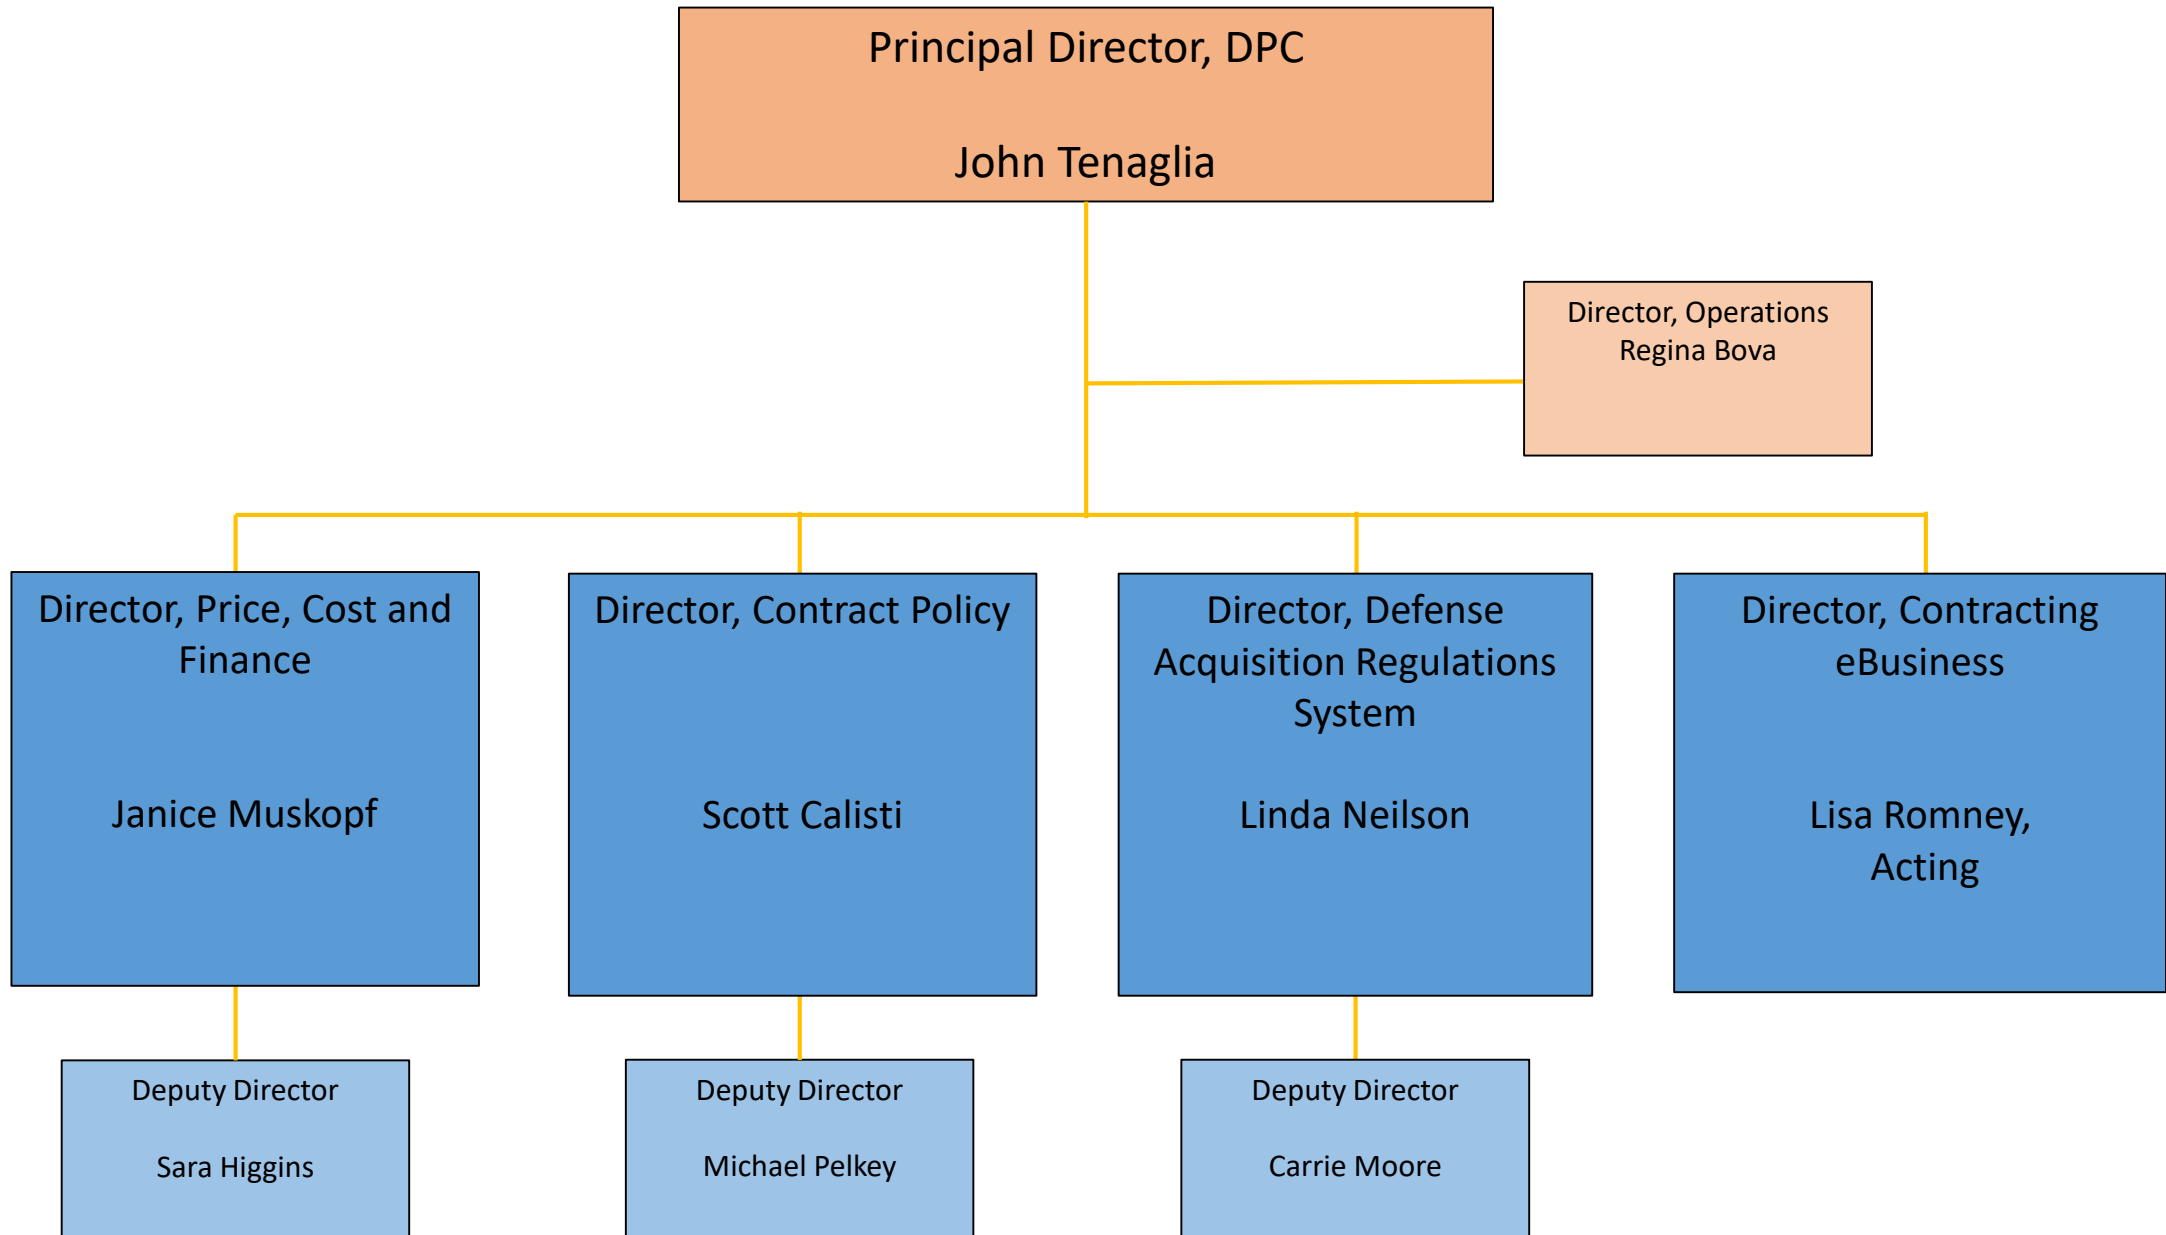 Principal Director, DPC
John Tenaglia
Director, Operations
Regina Bova
Director, Price, Cost and
Finance
Janice Muskopf
Director, Contract Policy
Scott Calisti
Director, Defense
Acquisition Regulations
System
Linda Neilson
Director, Contracting
eBusiness
Lisa Romney,
Acting
Deputy Director
Sara Higgins
Deputy Director
Michael Pelkey
Deputy Director
Carrie Moore